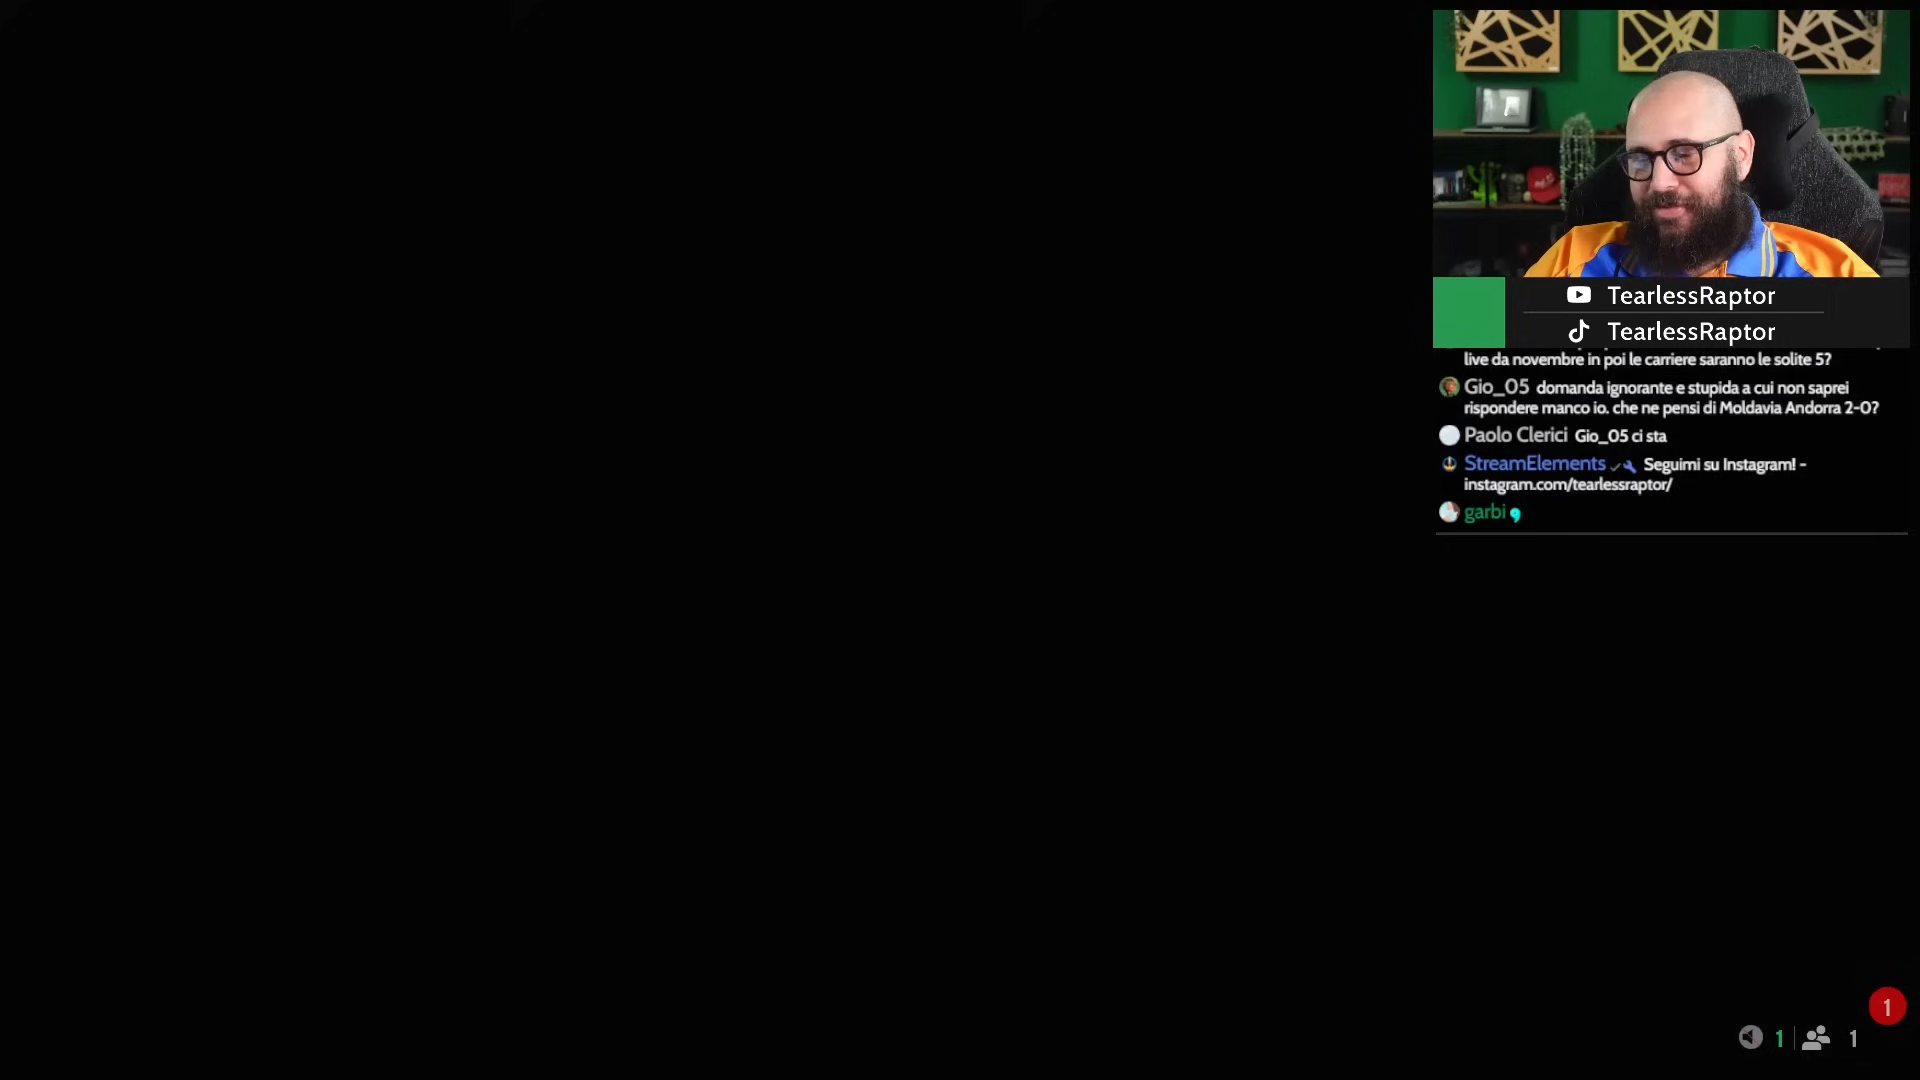 TearlessRaptor
TearlessRaptor
live da novembre in poi le carriere saranno le solite 5?
Gio_05 domanda ignorante e stupida a cui non saprei
rispondere manco io. che ne pensi di Moldavia Andorra 2-0?
Paolo Clerici Gio_05 ci sta
StreamElements Seguimi su Instagram! -
instagram.com/tearlessraptor/
garbi
1
1 1